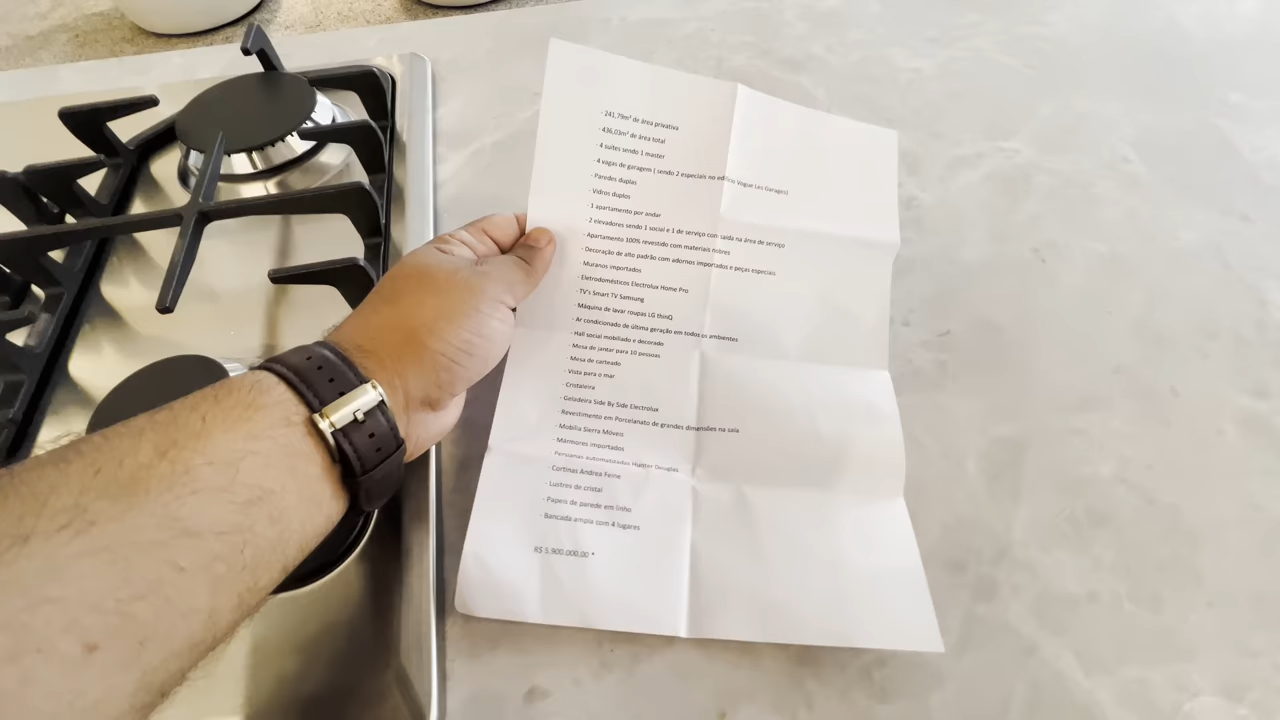 - 241,79m² de área privativa
- 436,03m² de área total
- 4 suítes sendo 1 master
- 4 vagas de garagem ( sendo 2 especiais no edifício Vogue Les Garages)
- Paredes duplas
- Vidros duplos
- 1 apartamento por andar
- 2 elevadores sendo 1 social e 1 de serviço com saída na área de serviço
- Apartamento 100% revestido com materiais nobres
- Decoração de alto padrão com adornos importados e peças especiais
- Muranos importados
- Eletrodomésticos Electrolux Home Pro
- TV's Smart TV Samsung
- Máquina de lavar roupas LG thinQ
- Ar condicionado de última geração em todos os ambientes
- Hall social mobiliado e decorado
- Mesa de jantar para 10 pessoas
- Mesa de carteado
- Vista para o mar
- Cristaleira
- Geladeira Side By Side Electrolux
- Revestimento em Porcelanato de grandes dimensões na sala
- Mobília Sierra Móveis
- Mármores importados
- Persianas automatizadas Hunter Douglas
- Cortinas Andrea Feine
- Lustres de cristal
- Papeis de parede em linho
- Bancada ampla com 4 lugares
R$ 5.900.000,00 *